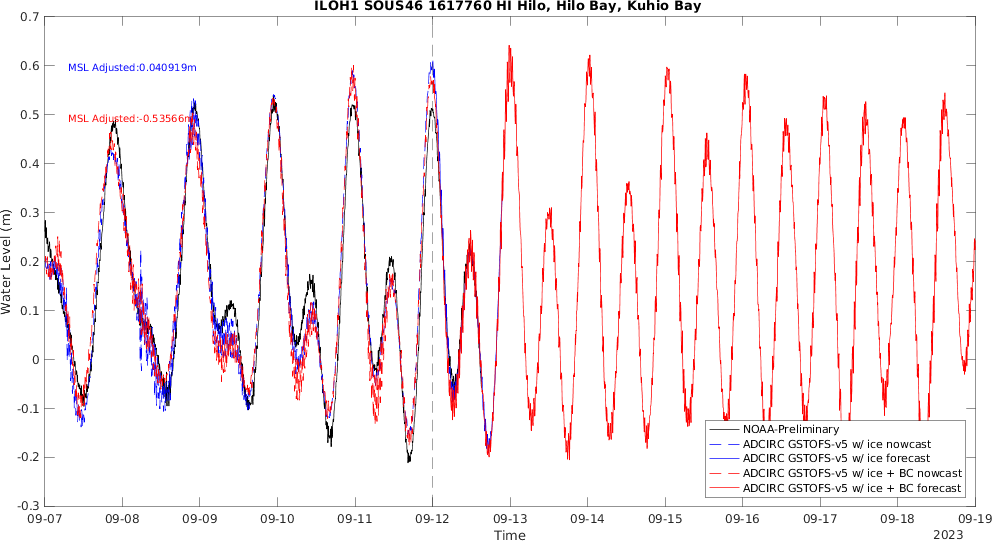 ILOH1 SOUS46 1617760 HI Hilo, Hilo Bay, Kuhio Bay
0.7
0.6
0.5
0.4
0.3
0.2
0.1
0
-0.1
-0.2
-0.3
Water Level (m)
MSL Adjusted:0.040919m
MSL Adjusted:-0.53566m
NOAA-Preliminary
ADCIRC GSTOFS-v5 w/ ice nowcast
ADCIRC GSTOFS-v5 w/ ice forecast
ADCIRC GSTOFS-v5 w/ ice + BC nowcast
ADCIRC GSTOFS-v5 w/ ice + BC forecast
09-07 09-08 09-09 09-10 09-11 09-12 09-13 09-14 09-15 09-16 09-17 09-18 09-19
Time
2023